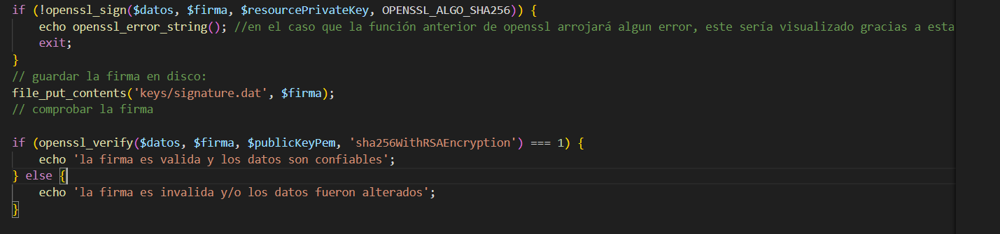 if (!openssl_sign($datos, $firma, $resourcePrivateKey, OPENSSL_ALGO_SHA256)) {
    echo openssl_error_string(); //en el caso que la función anterior de openssl arrojará algun error, este sería visualizado gracias a esta
    exit;
}
// guardar la firma en disco:
file_put_contents('keys/signature.dat', $firma);
// comprobar la firma
if (openssl_verify($datos, $firma, $publicKeyPem, 'sha256WithRSAEncryption') === 1) {
    echo 'la firma es valida y los datos son confiables';
} else {
    echo 'la firma es invalida y/o los datos fueron alterados';
}